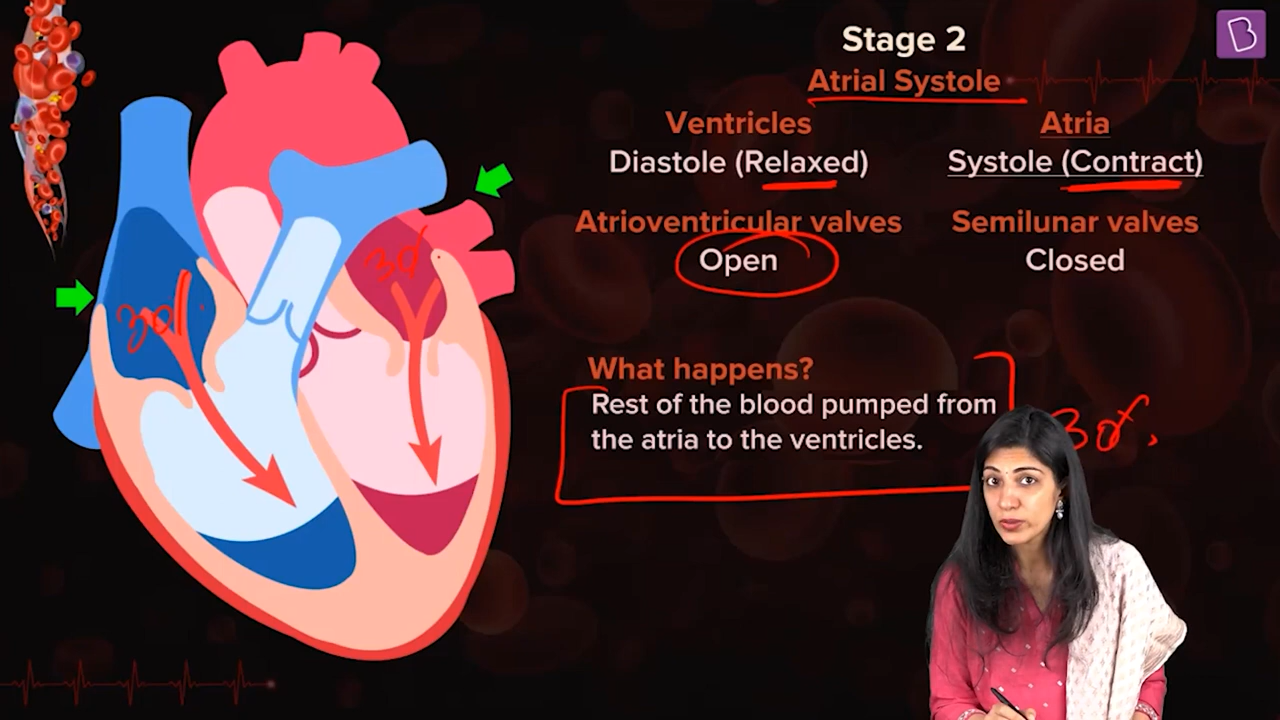 Stage 2
Atrial Systole
Ventricles Atria
Diastole (Relaxed) Systole (Contract)
Atrioventricular valves Semilunar valves
Open Closed
What happens?
Rest of the blood pumped from
the atria to the ventricles.